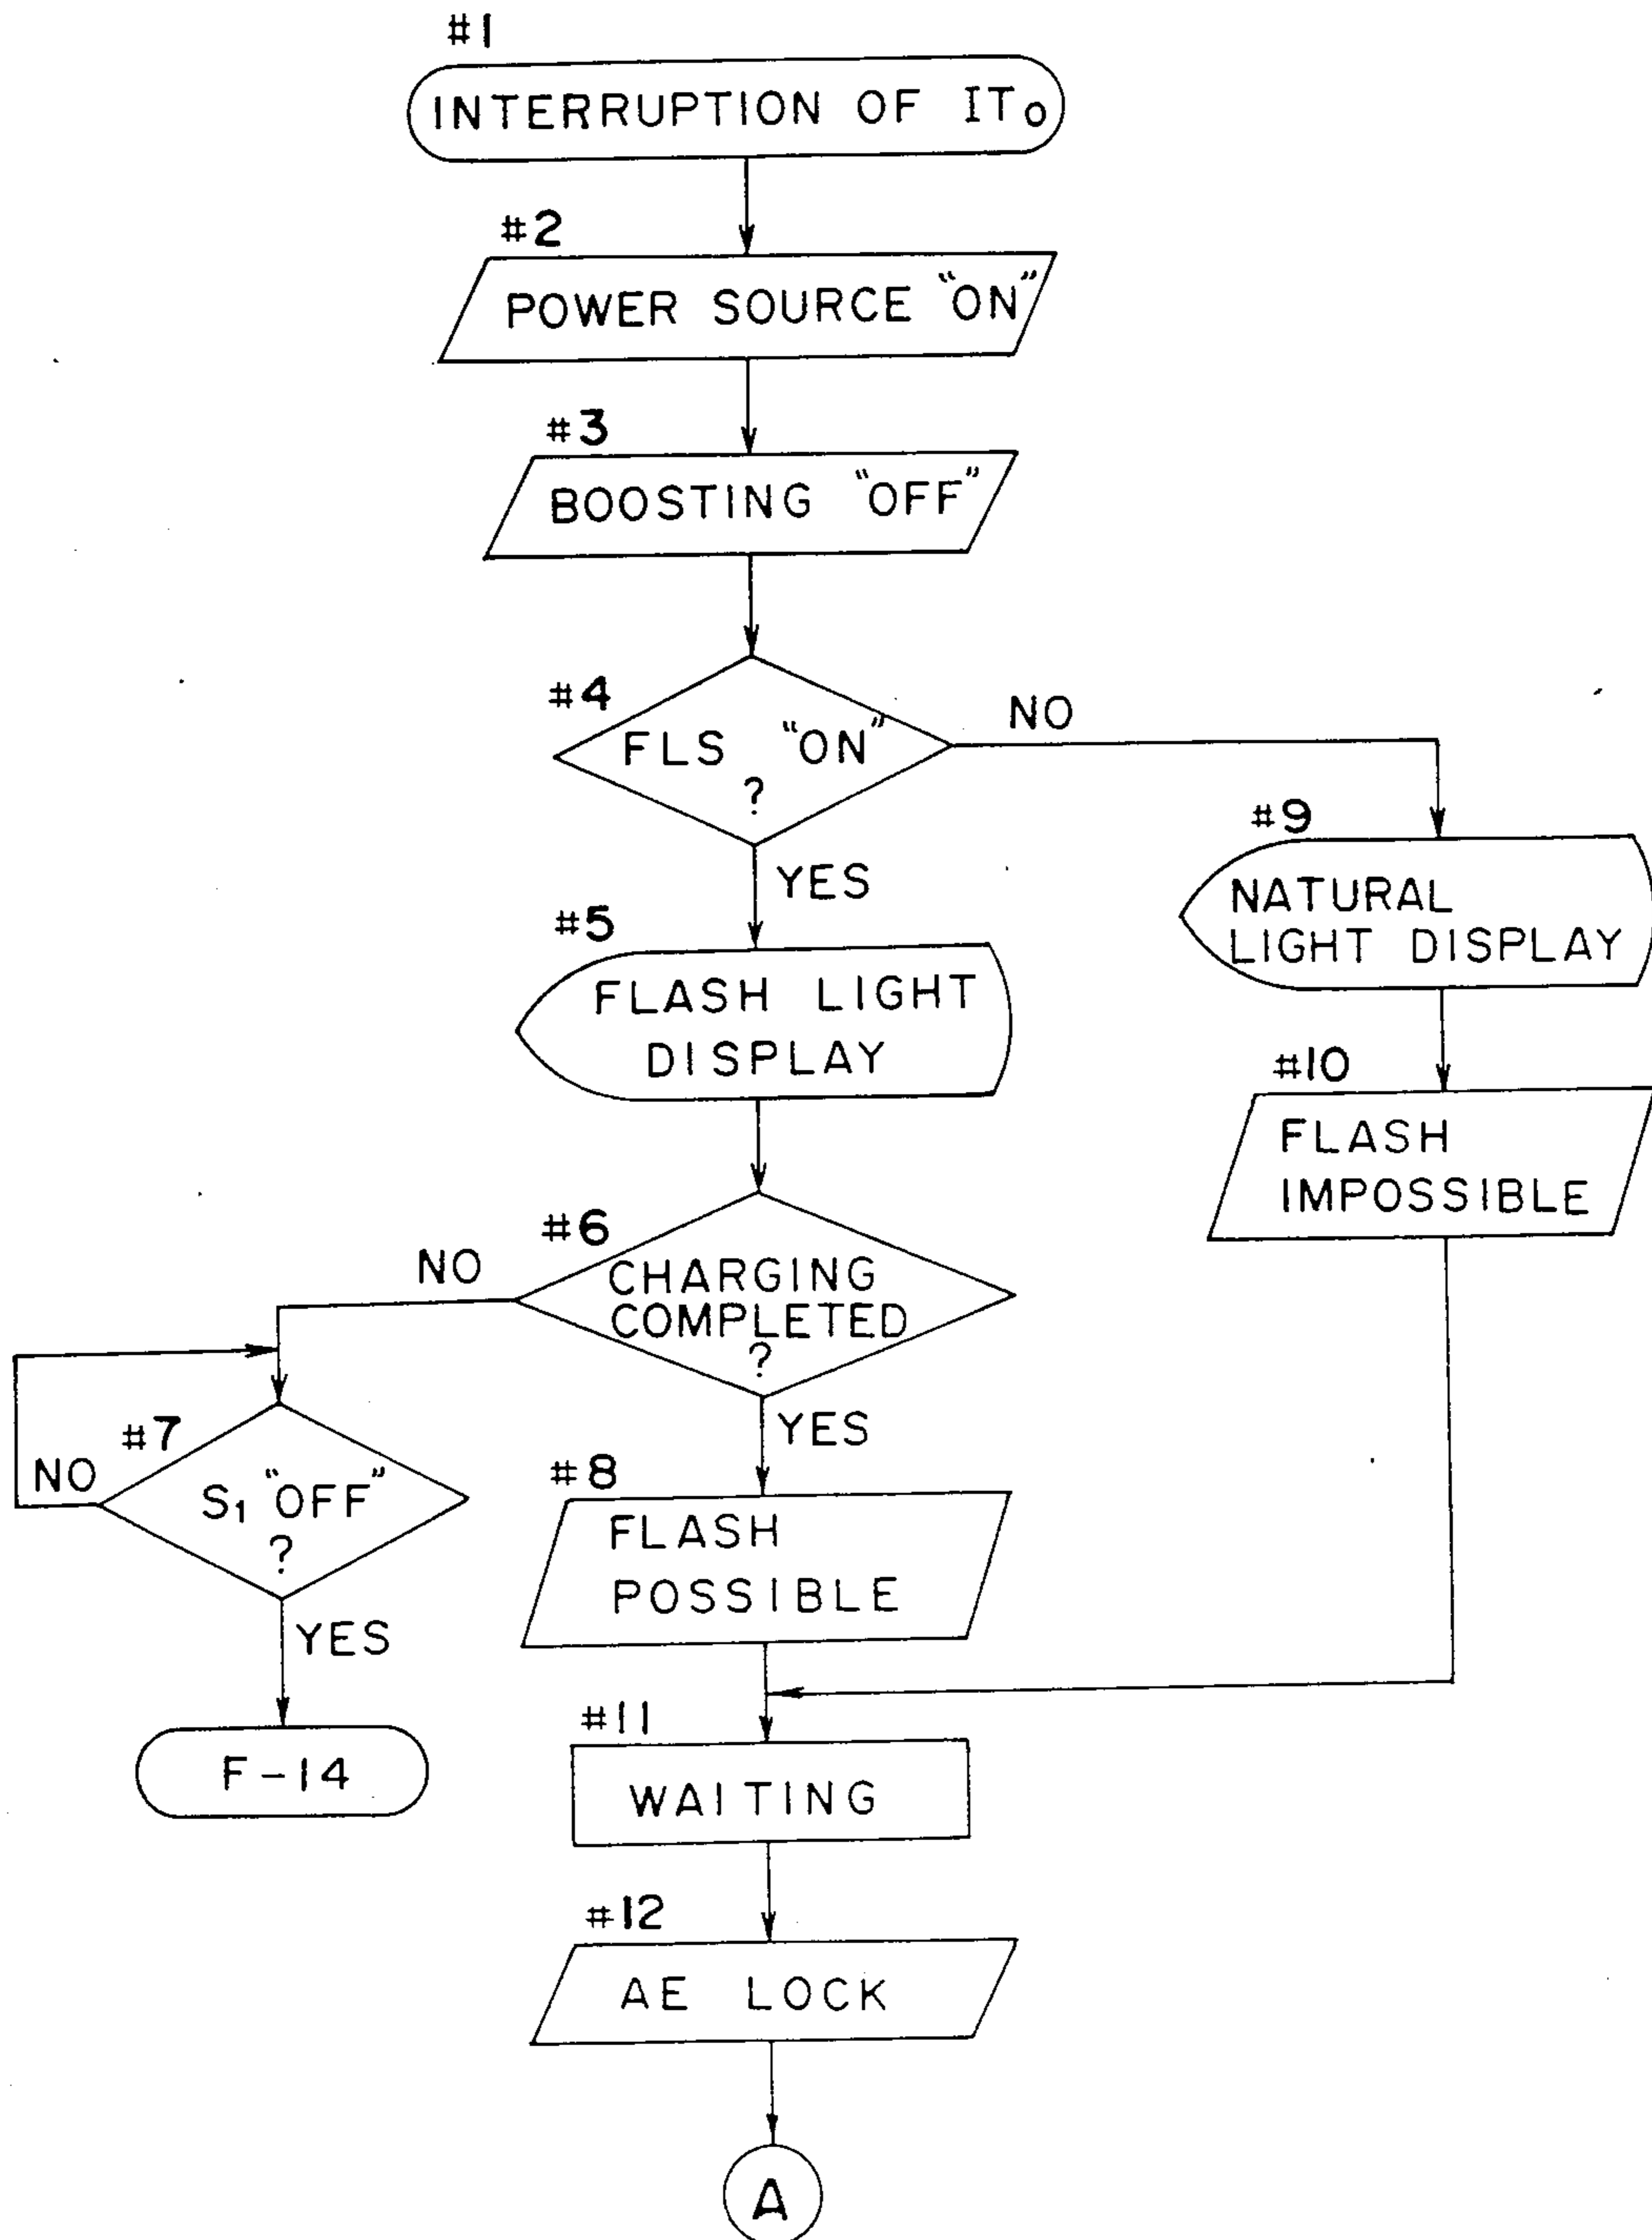 #1
INTERRUPTION OF IT₀
#2
POWER SOURCE "ON"
#3
BOOSTING "OFF"
#4
FLS "ON"
?
NO
YES
#5
FLASH LIGHT
DISPLAY
#9
NATURAL
LIGHT DISPLAY
#10
FLASH
IMPOSSIBLE
#6
CHARGING
COMPLETED
?
NO
YES
#7
S₁ "OFF"
?
NO
YES
F-14
#8
FLASH
POSSIBLE
#11
WAITING
#12
AE LOCK
A